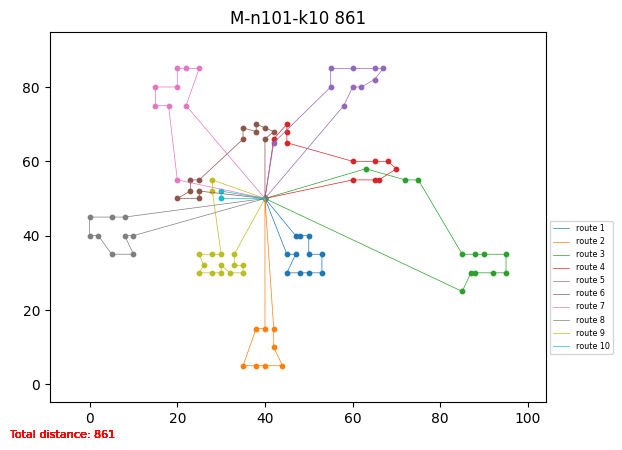 M-n101-k10 861
80
60
40
20
0
0 20 40 60 80 100
route 1
route 2
route 3
route 4
route 5
route 6
route 7
route 8
route 9
route 10
Total distance: 861